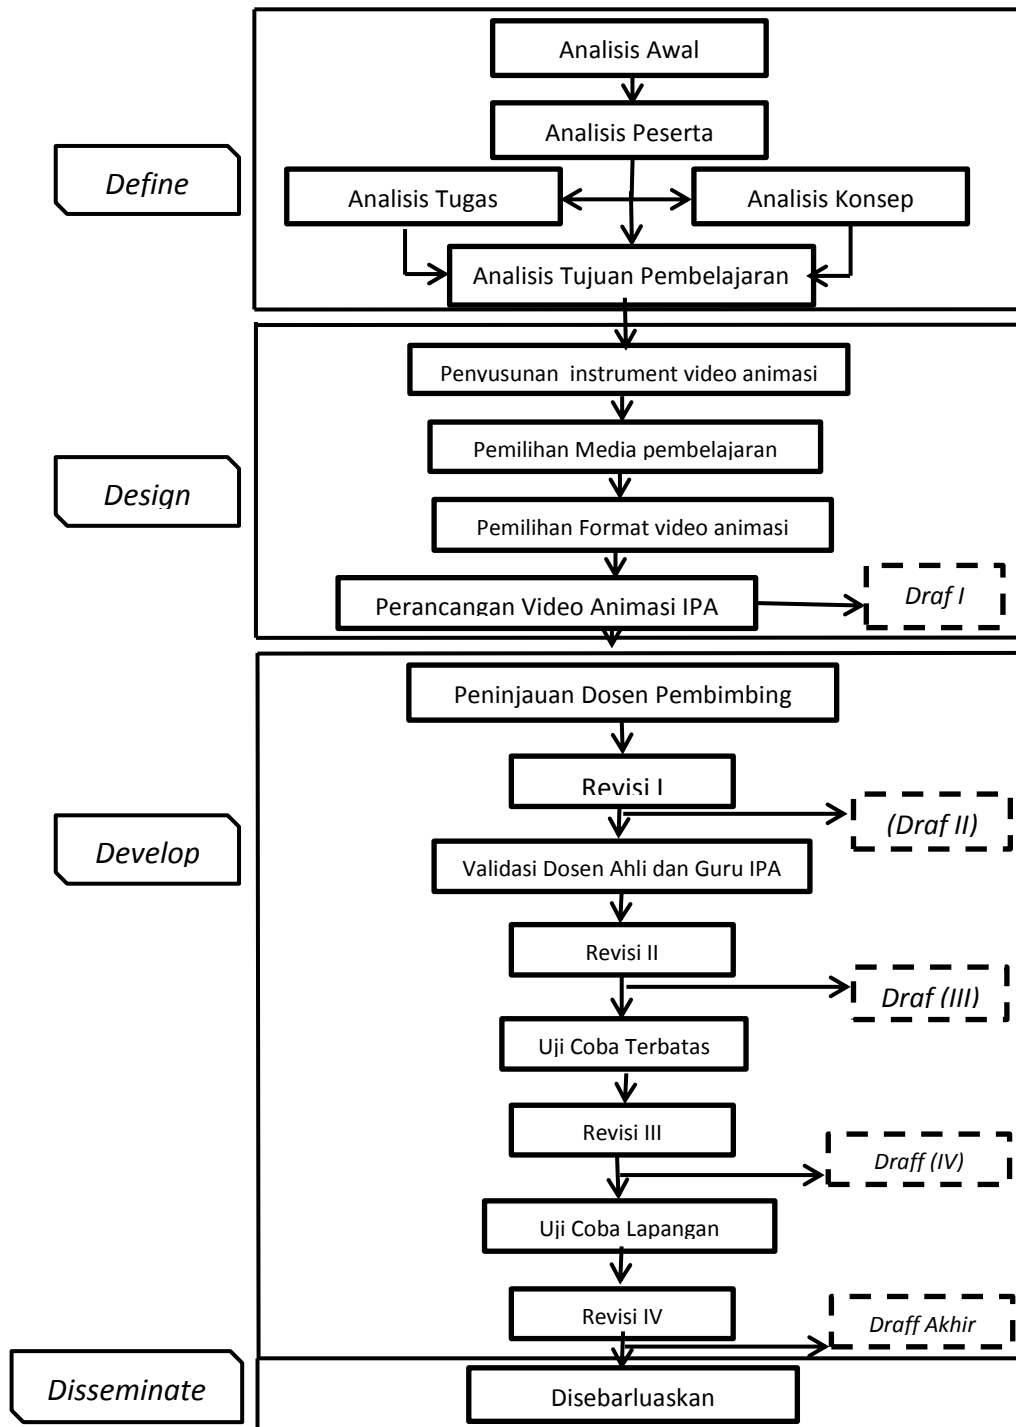 Analisis Awal
Analisis Peserta
Define
Analisis Tugas
Analisis Konsep
Analisis Tujuan Pembelajaran
Penyusunan instrument video animasi
Pemilihan Media pembelajaran
Design
Pemilihan Format video animasi
Perancangan Video Animasi IPA
Draf I
Peninjauan Dosen Pembimbing
Revisi I
(Draf II)
Develop
Validasi Dosen Ahli dan Guru IPA
Revisi II
Draf (III)
Uji Coba Terbatas
Revisi III
Draff (IV)
Uji Coba Lapangan
Revisi IV
Draff Akhir
Disseminate
Disebarluaskan